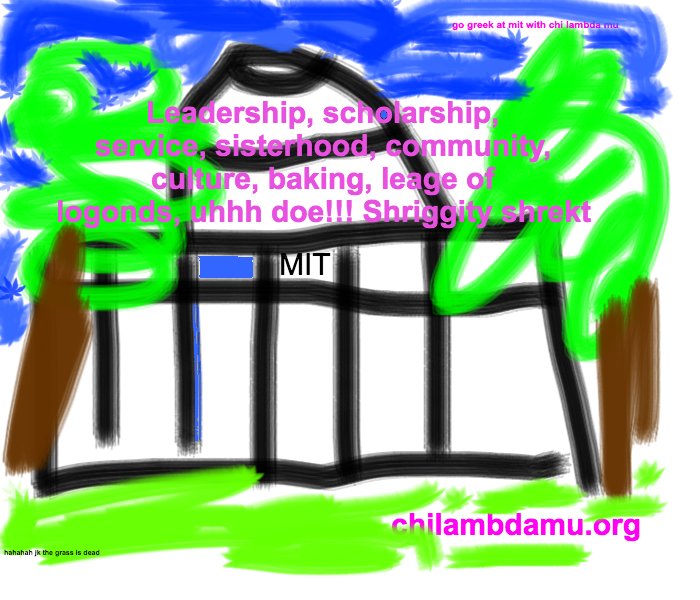 go greek at mit with chi lambda mu
Leadership, scholarship,
service, sisterhood, community,
culture, baking, leage of
logonds, uhhh doe!!! Shriggity shrekt
MIT
chilambdamu.org
hahahah jk the grass is dead